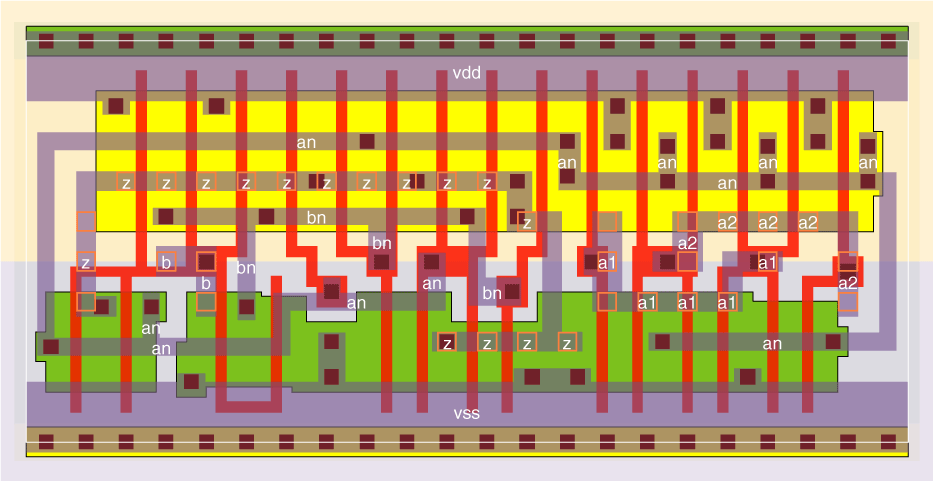 vdd
an
an an an an
z z z z z z z z z z an
bn z a2 a2 a2 a2
z b bn bn a1 a2 a1
b an an bn an a1 a1 a1 a2
an
an z z z z an
vss